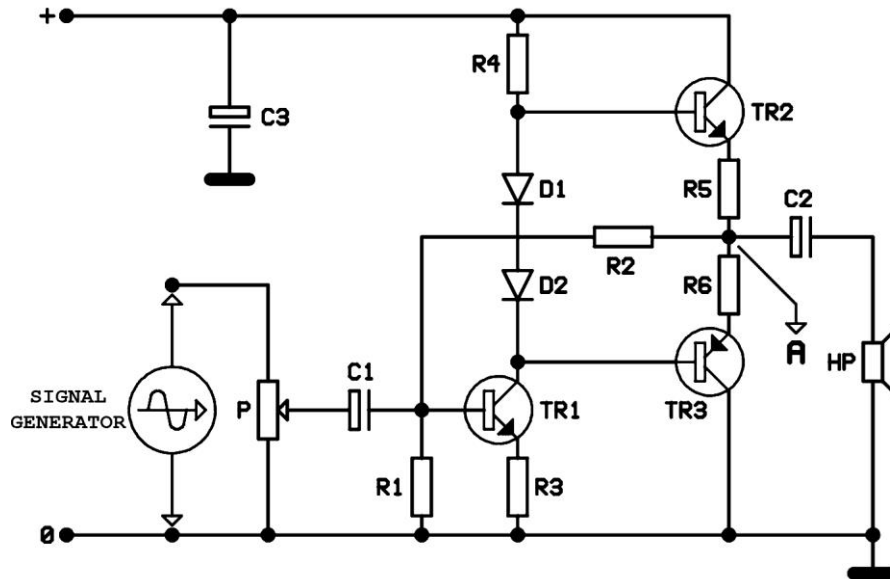 +
R4
C3
TR2
D1
R5
C2
R2
D2
R6
A
HP
SIGNAL
GENERATOR
P
C1
TR1
TR3
R1
R3
0